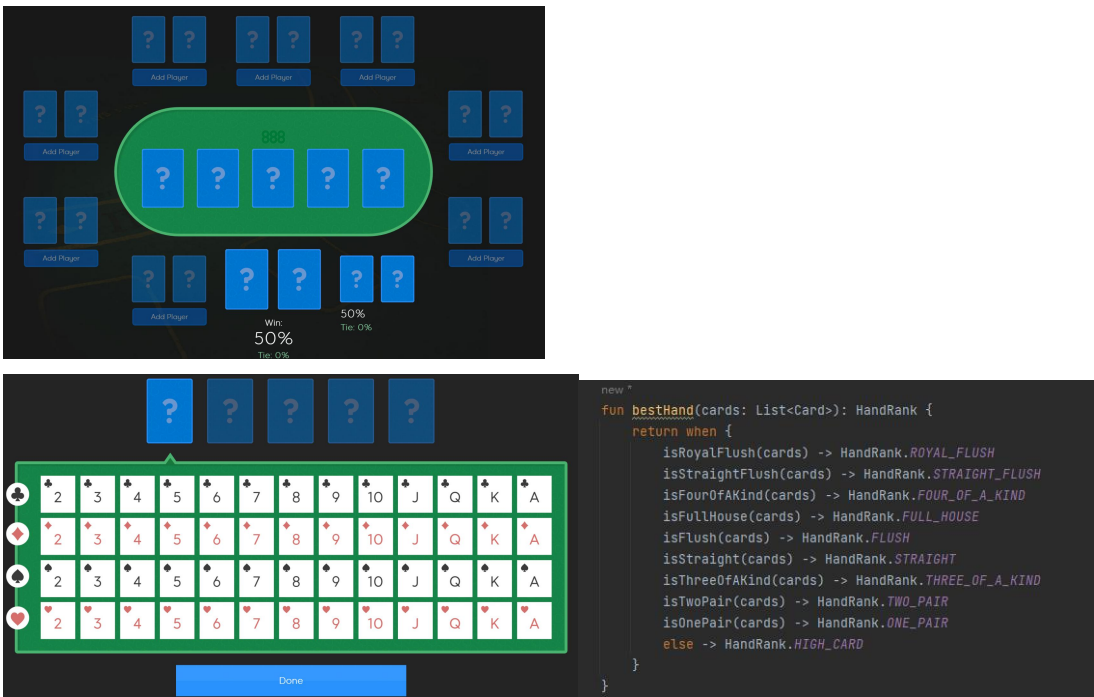 ? ? ? ? ? ?
Add Player Add Player Add Player
? ? ? ?
Add Player Add Player
888
? ? ? ? ?
? ? ? ?
Add Player Add Player
? ? ? ? ? ?
Add Player
Win:
50%
Tie: 0%
50%
Tie: 0%
? ? ? ? ?
2 3 4 5 6 7 8 9 10 J Q K A
2 3 4 5 6 7 8 9 10 J Q K A
2 3 4 5 6 7 8 9 10 J Q K A
2 3 4 5 6 7 8 9 10 J Q K A
Done
new *
fun bestHand(cards: List<Card>): HandRank {
return when {
isRoyalFlush(cards) -> HandRank.ROYAL_FLUSH
isStraightFlush(cards) -> HandRank.STRAIGHT_FLUSH
isFourOfAKind(cards) -> HandRank.FOUR_OF_A_KIND
isFullHouse(cards) -> HandRank.FULL_HOUSE
isFlush(cards) -> HandRank.FLUSH
isStraight(cards) -> HandRank.STRAIGHT
isThreeOfAKind(cards) -> HandRank.THREE_OF_A_KIND
isTwoPair(cards) -> HandRank.TWO_PAIR
isOnePair(cards) -> HandRank.ONE_PAIR
else -> HandRank.HIGH_CARD
}
}